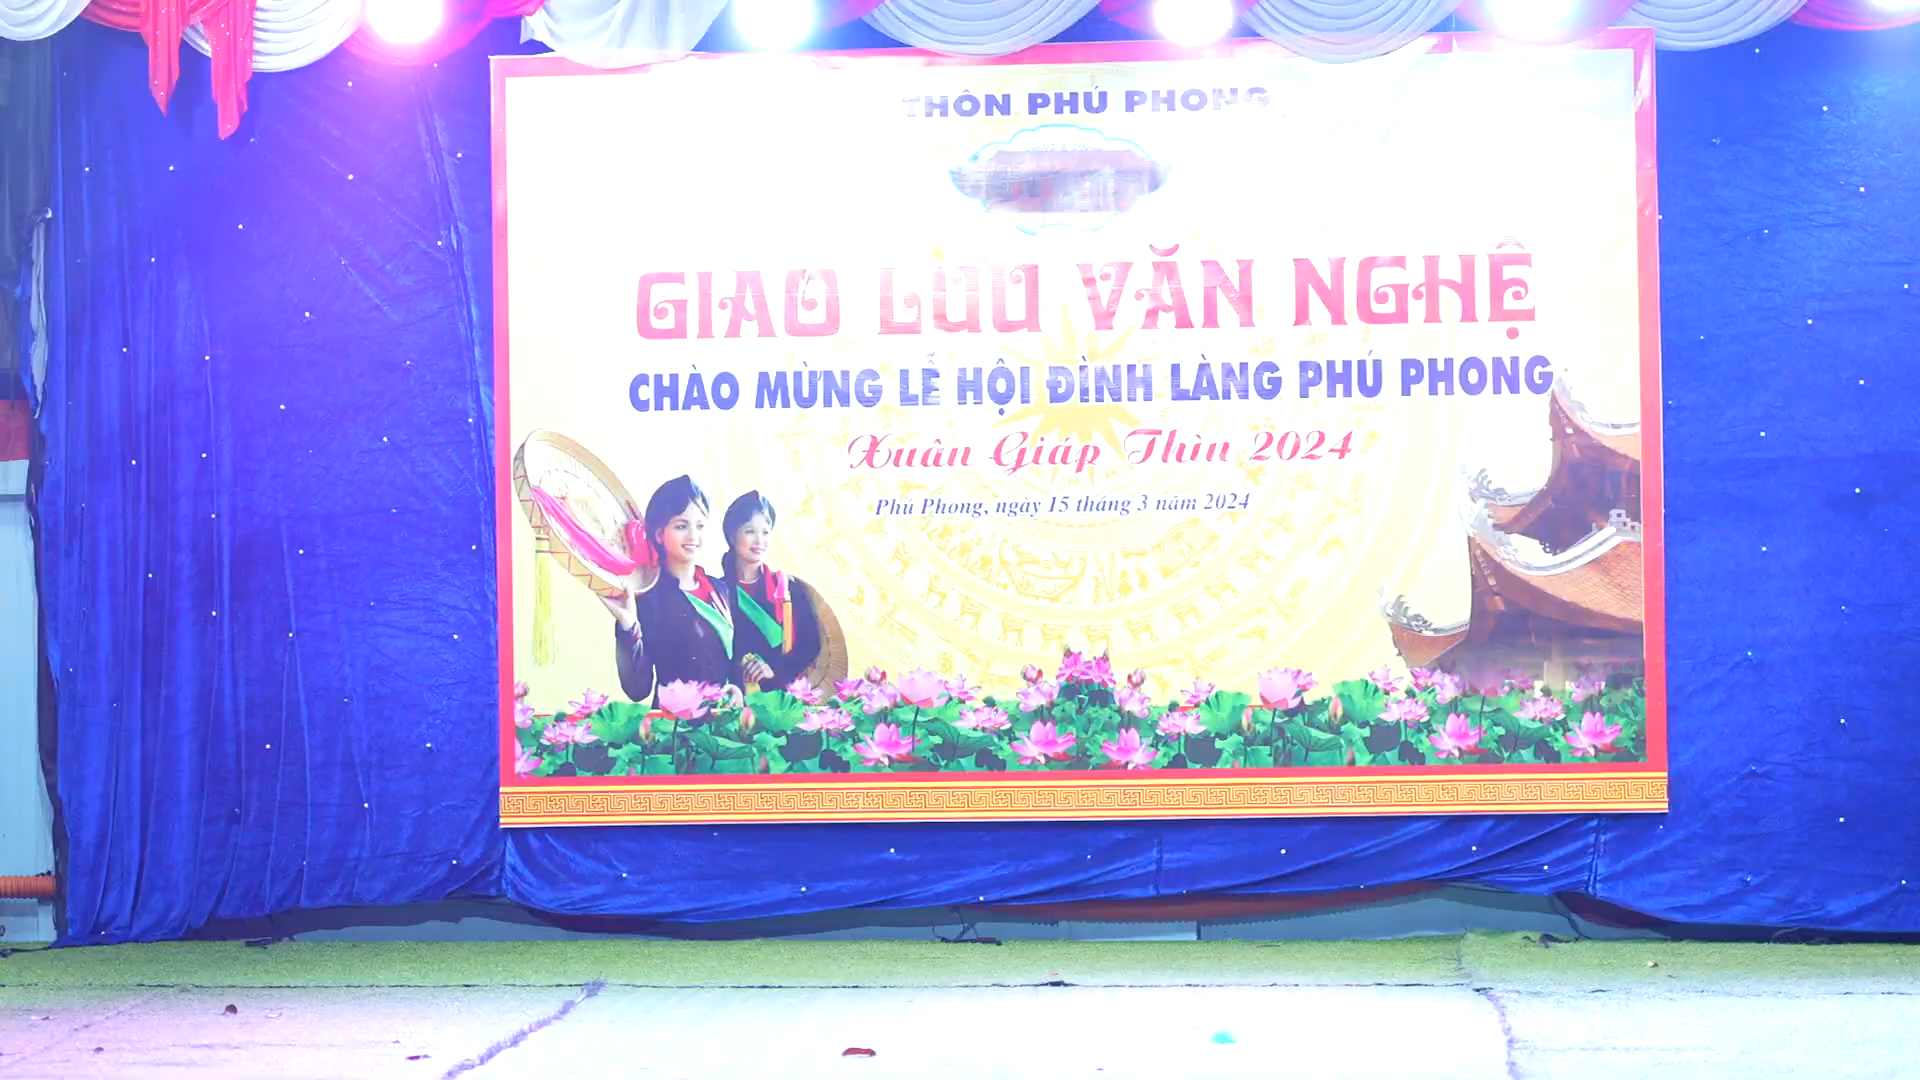 THÔN PHÚ PHONG
GIAO LƯU VĂN NGHỆ
CHÀO MỪNG LỄ HỘI ĐÌNH LÀNG PHÚ PHONG
Xuân Giáp Thìn 2024
Phú Phong, ngày 15 tháng 3 năm 2024